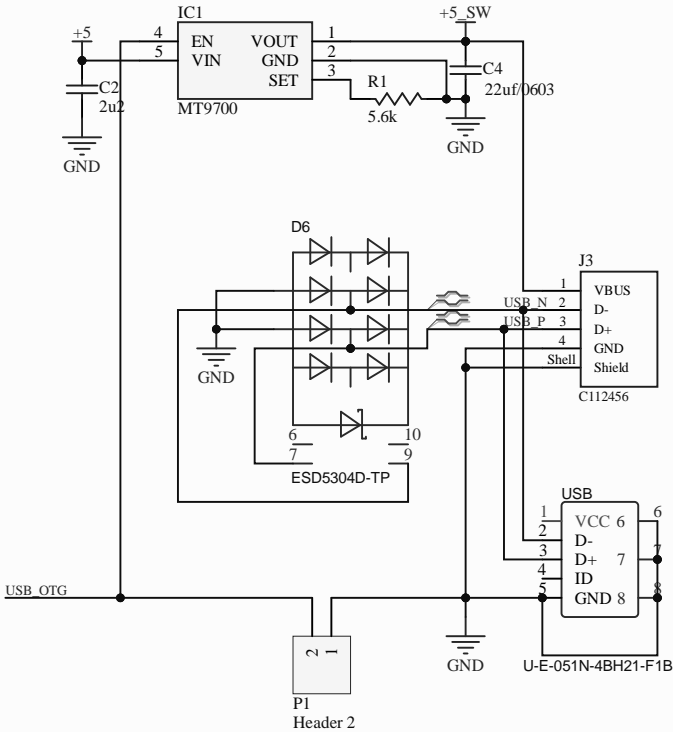 IC1
+5_SW
+5
4 EN VOUT 1
5 VIN GND 2
SET 3
C2
2u2
MT9700
R1
5.6k
C4
22uf/0603
GND
GND
D6
J3
1 VBUS
USB_N 2 D-
USB_P 3 D+
4 GND
Shell Shield
GND
C112456
6 10
7 9
ESD5304D-TP
USB
1 VCC 6 6
2 D-
3 D+ 7 7
4 ID
5 GND 8 8
USB_OTG
2 1
GND
U-E-051N-4BH21-F1B
P1
Header 2